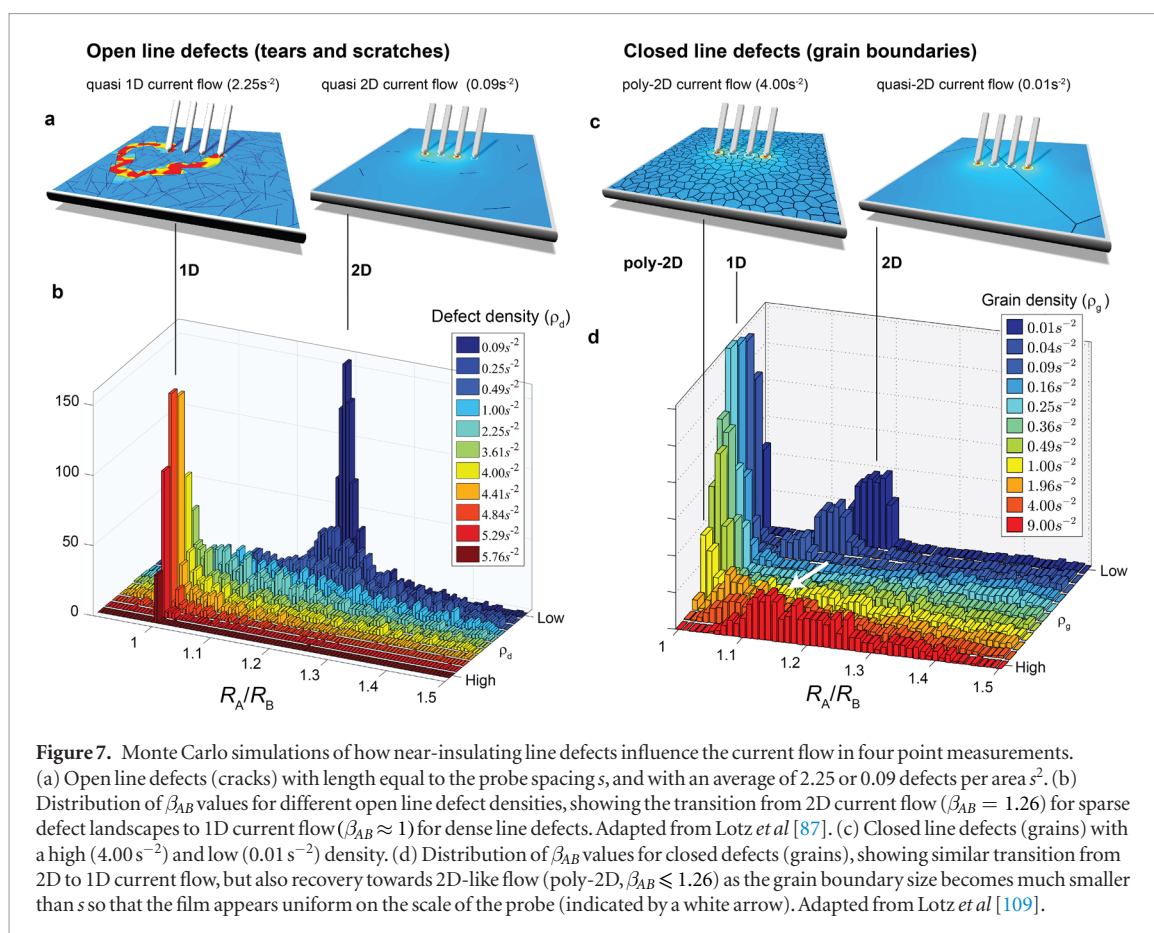 Open line defects (tears and scratches)
Closed line defects (grain boundaries)
quasi 1D current flow (2.25s⁻²)
quasi 2D current flow (0.09s⁻²)
poly-2D current flow (4.00s⁻²)
quasi-2D current flow (0.01s⁻²)
a
c
1D
2D
poly-2D
1D
2D
b
Defect density (ρd)
0.09s⁻²
0.25s⁻²
0.49s⁻²
1.00s⁻²
2.25s⁻²
3.61s⁻²
4.00s⁻²
4.41s⁻²
4.84s⁻²
5.29s⁻²
5.76s⁻²
150
100
50
0
1
1.1
1.2
1.3
1.4
1.5
RA/RB
Low
ρd
High
d
Grain density (ρg)
0.01s⁻²
0.04s⁻²
0.09s⁻²
0.16s⁻²
0.25s⁻²
0.36s⁻²
0.49s⁻²
1.00s⁻²
1.96s⁻²
4.00s⁻²
9.00s⁻²
1
1.1
1.2
1.3
1.4
1.5
RA/RB
Low
ρg
High
Figure 7. Monte Carlo simulations of how near-insulating line defects influence the current flow in four point measurements.
(a) Open line defects (cracks) with length equal to the probe spacing s, and with an average of 2.25 or 0.09 defects per area s². (b)
Distribution of βAB values for different open line defect densities, showing the transition from 2D current flow (βAB = 1.26) for sparse
defect landscapes to 1D current flow (βAB ≈ 1) for dense line defects. Adapted from Lotz et al [87]. (c) Closed line defects (grains) with
a high (4.00 s⁻²) and low (0.01 s⁻²) density. (d) Distribution of βAB values for closed defects (grains), showing similar transition from
2D to 1D current flow, but also recovery towards 2D-like flow (poly-2D, βAB ⩽ 1.26) as the grain boundary size becomes much smaller
than s so that the film appears uniform on the scale of the probe (indicated by a white arrow). Adapted from Lotz et al [109].